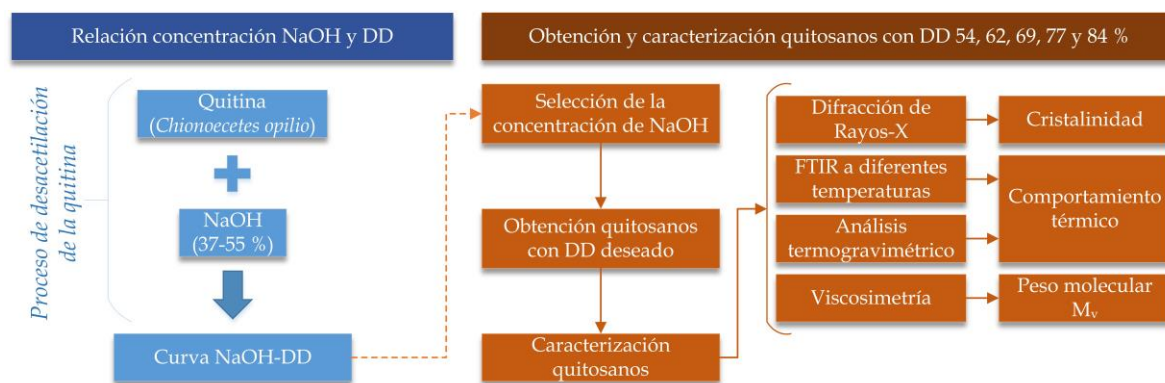 Relación concentración NaOH y DD
Obtención y caracterización quitosanos con DD 54, 62, 69, 77 y 84 %
Proceso de desacetilación
de la quitina
Quitina
(Chionoecetes opilio)
NaOH
(37-55 %)
Curva NaOH-DD
Selección de la
concentración de NaOH
Obtención quitosanos
con DD deseado
Caracterización
quitosanos
Difracción de
Rayos-X
Cristalinidad
FTIR a diferentes
temperaturas
Análisis
termogravimétrico
Comportamiento
térmico
Viscosimetría
Peso molecular
Mv